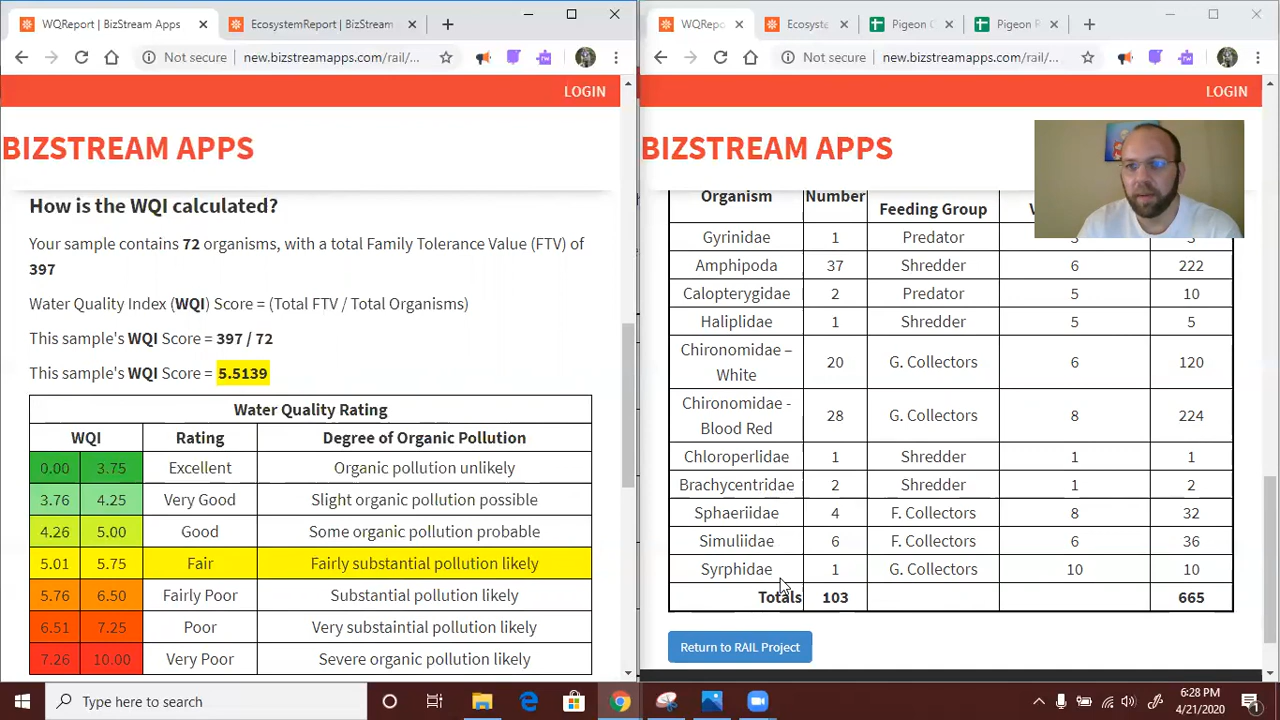 WQReport | BizStream Apps
EcosystemReport | BizStream
WQRep
Ecosyste
Pigeon
Pigeon
Not secure
new.bizstreamapps.com/rail/...
Not secure
new.bizstreamapps.com/rail/...
LOGIN
LOGIN
BIZSTREAM APPS
BIZSTREAM APPS
How is the WQI calculated?
Your sample contains 72 organisms, with a total Family Tolerance Value (FTV) of
397
Water Quality Index (WQI) Score = (Total FTV / Total Organisms)
This sample's WQI Score = 397 / 72
This sample's WQI Score = 5.5139
Water Quality Rating
WQI Rating Degree of Organic Pollution
0.00 3.75 Excellent Organic pollution unlikely
3.76 4.25 Very Good Slight organic pollution possible
4.26 5.00 Good Some organic pollution probable
5.01 5.75 Fair Fairly substantial pollution likely
5.76 6.50 Fairly Poor Substantial pollution likely
6.51 7.25 Poor Very substaintial pollution likely
7.26 10.00 Very Poor Severe organic pollution likely
Organism Number Feeding Group
Gyrinidae 1 Predator
Amphipoda 37 Shredder 6 222
Calopterygidae 2 Predator 5 10
Haliplidae 1 Shredder 5 5
Chironomidae –
White 20 G. Collectors 6 120
Chironomidae -
Blood Red 28 G. Collectors 8 224
Chloroperlidae 1 Shredder 1 1
Brachycentridae 2 Shredder 1 2
Sphaeriidae 4 F. Collectors 8 32
Simuliidae 6 F. Collectors 6 36
Syrphidae 1 G. Collectors 10 10
Totals 103 665
Return to RAIL Project
Type here to search
6:28 PM
4/21/2020